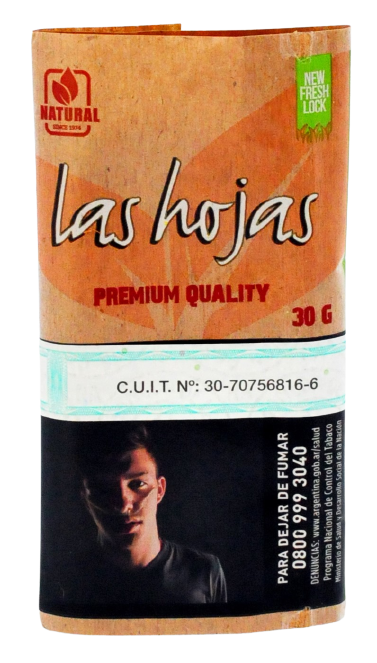 NATURAL
SINCE 2016
NEW
FRESH
LOCK
las hojas
PREMIUM QUALITY
30 G
C.U.I.T. Nº: 30-70756816-6
PARA DEJAR DE FUMAR
0800 999 3040
DENUNCIAS: www.argentina.gob.ar/salud
Programa Nacional de Control del Tabaco
Ministerio de Salud y Desarrollo Social de la Nación